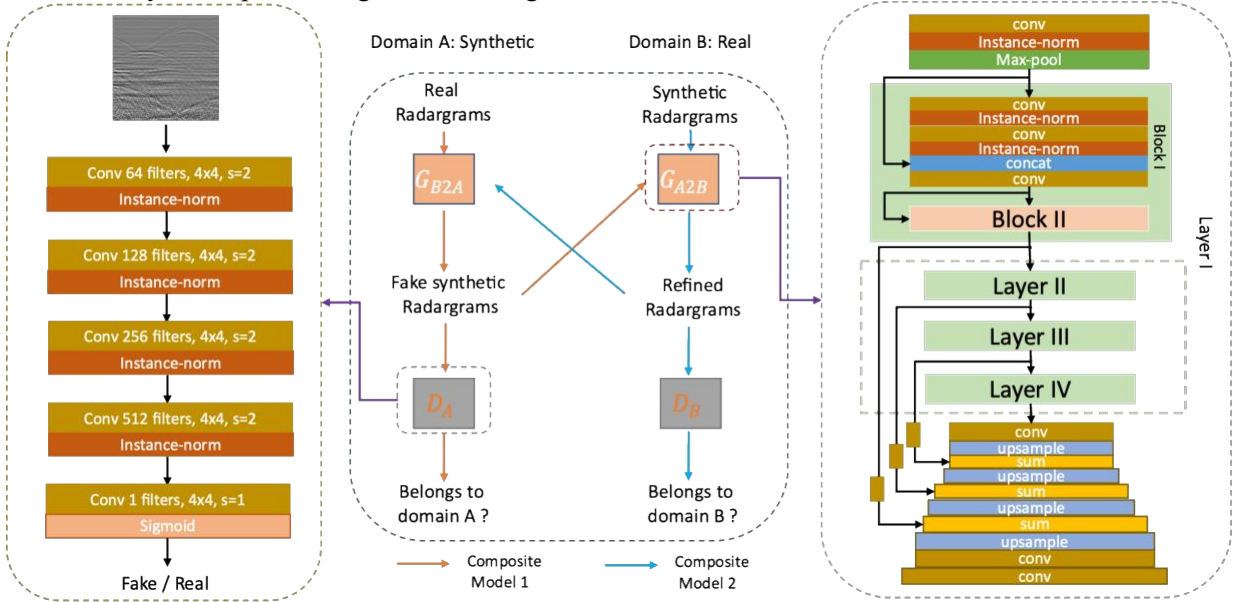 Conv 64 filters, 4x4, s=2
Instance-norm
Conv 128 filters, 4x4, s=2
Instance-norm
Conv 256 filters, 4x4, s=2
Instance-norm
Conv 512 filters, 4x4, s=2
Instance-norm
Conv 1 filters, 4x4, s=1
Sigmoid
Fake / Real
Domain A: Synthetic
Domain B: Real
Real
Radargrams
Synthetic
Radargrams
G_{B2A}
G_{A2B}
Fake synthetic
Radargrams
Refined
Radargrams
D_A
D_B
Belongs to
domain A ?
Belongs to
domain B ?
Composite
Model 1
Composite
Model 2
conv
Instance-norm
Max-pool
conv
Instance-norm
conv
Instance-norm
concat
conv
Block I
Block II
Layer I
Layer II
Layer III
Layer IV
conv
upsample
sum
upsample
sum
upsample
sum
upsample
conv
conv